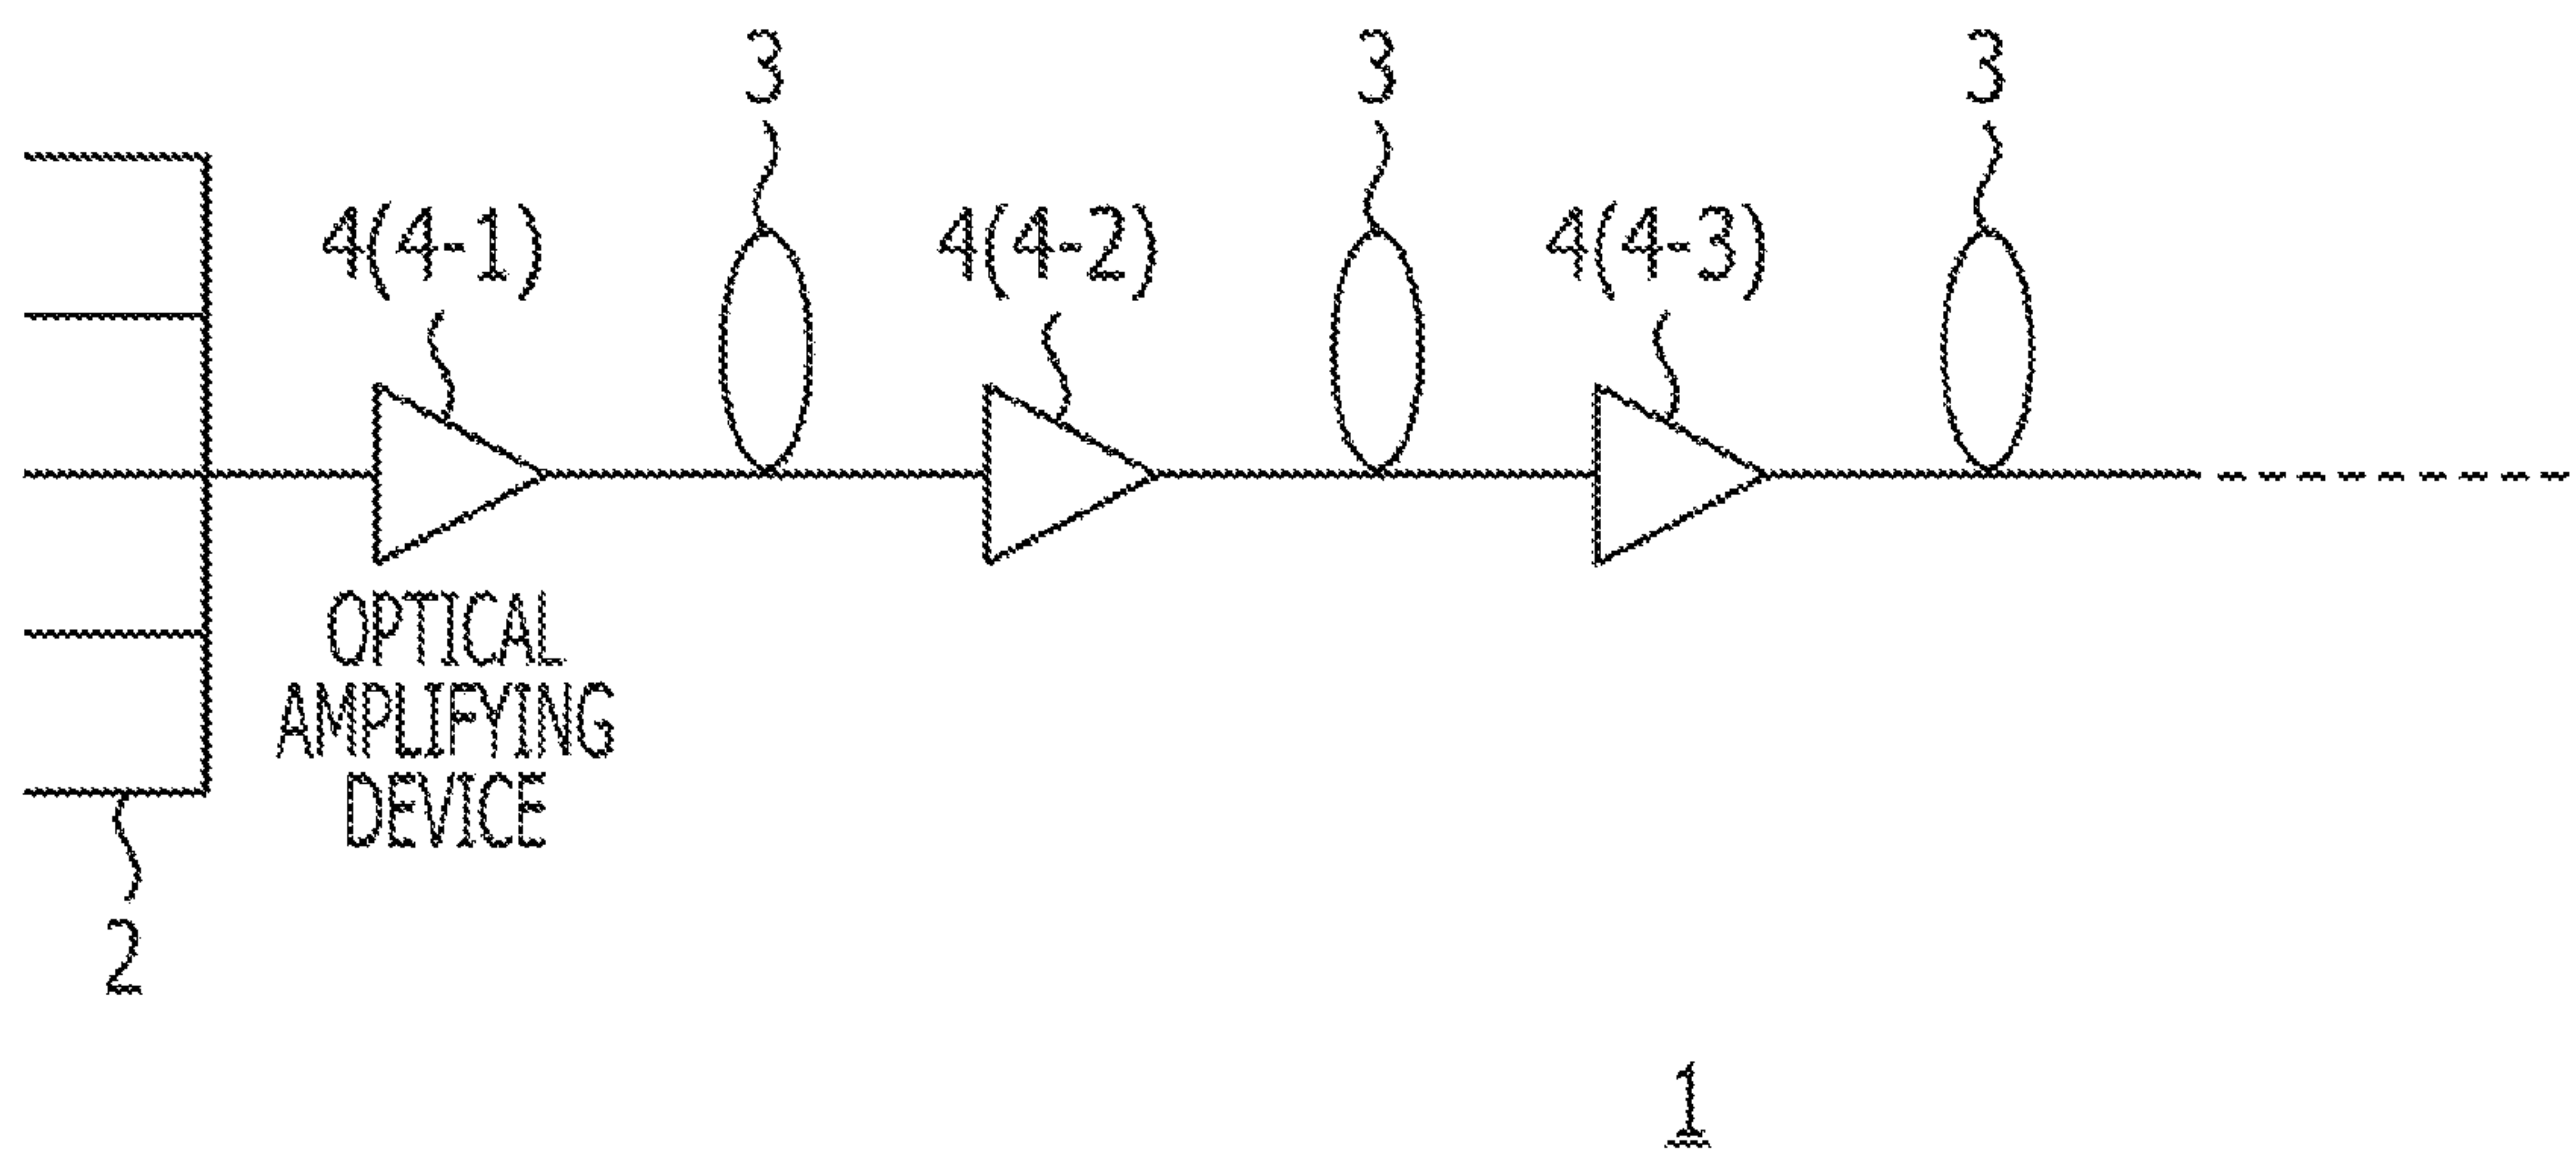 3
3
3
4(4-1)
4(4-2)
4(4-3)
OPTICAL
AMPLIFYING
DEVICE
2
1